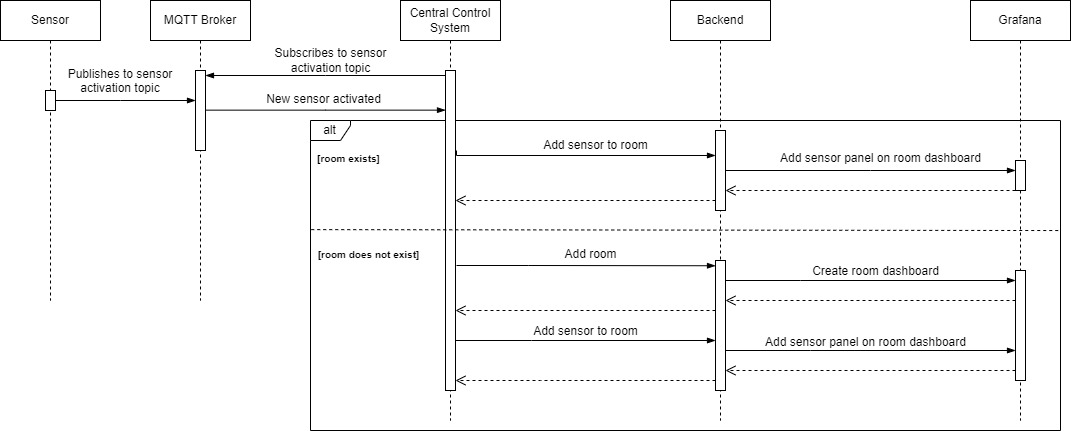 Sensor
MQTT Broker
Central Control
System
Backend
Grafana
Subscribes to sensor
activation topic
Publishes to sensor
activation topic
New sensor activated
alt
[room exists]
Add sensor to room
Add sensor panel on room dashboard
[room does not exist]
Add room
Create room dashboard
Add sensor to room
Add sensor panel on room dashboard